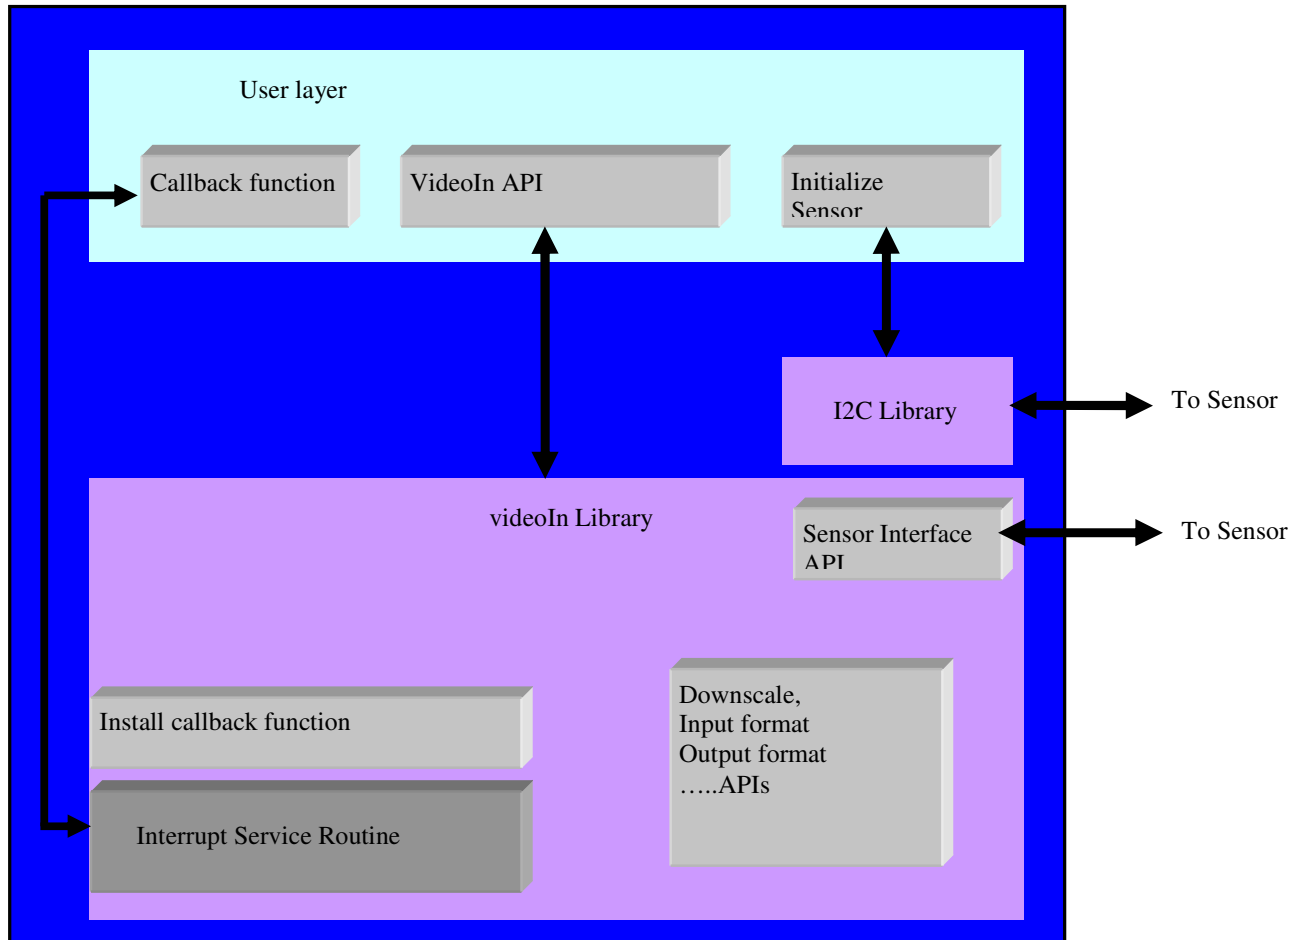 User layer
Callback function
VideoIn API
Initialize
Sensor
I2C Library
To Sensor
videoIn Library
Sensor Interface
API
To Sensor
Install callback function
Downscale,
Input format
Output format
…..APIs
Interrupt Service Routine